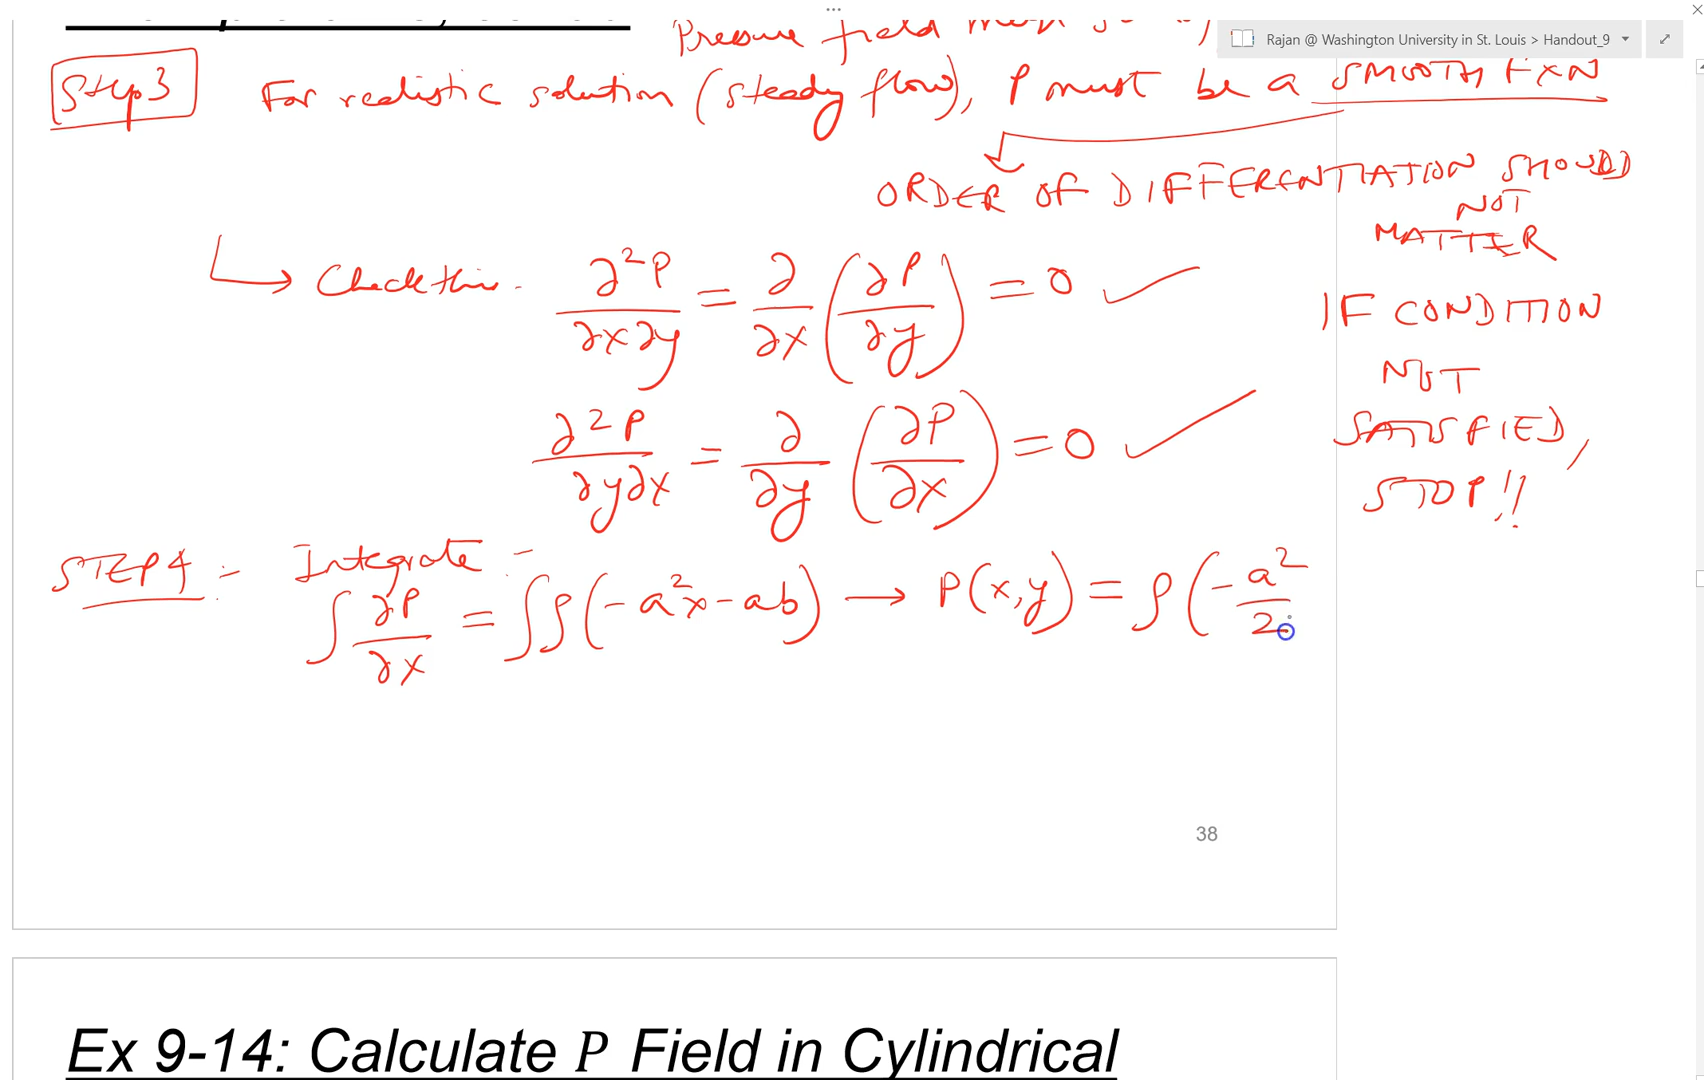 Pressure field must
Rajan @ Washington University in St. Louis > Handout_9
Step 3 For realistic solution (steady flow), P must be a SMOOTH FXN
ORDER OF DIFFERENTIATION SHOULD
NOT
MATTER
Check this - ∂²P/∂x∂y = ∂/∂x (∂P/∂y) = 0 ✓
IF CONDITION
NOT
SATISFIED,
STOP!!
∂²P/∂y∂x = ∂/∂y (∂P/∂x) = 0 ✓
STEP 4 :- Integrate :-
∫ ∂P/∂x = ∫ρ(-a²x-ab) → P(x,y) = ρ(-a²/2
38
Ex 9-14: Calculate P Field in Cylindrical